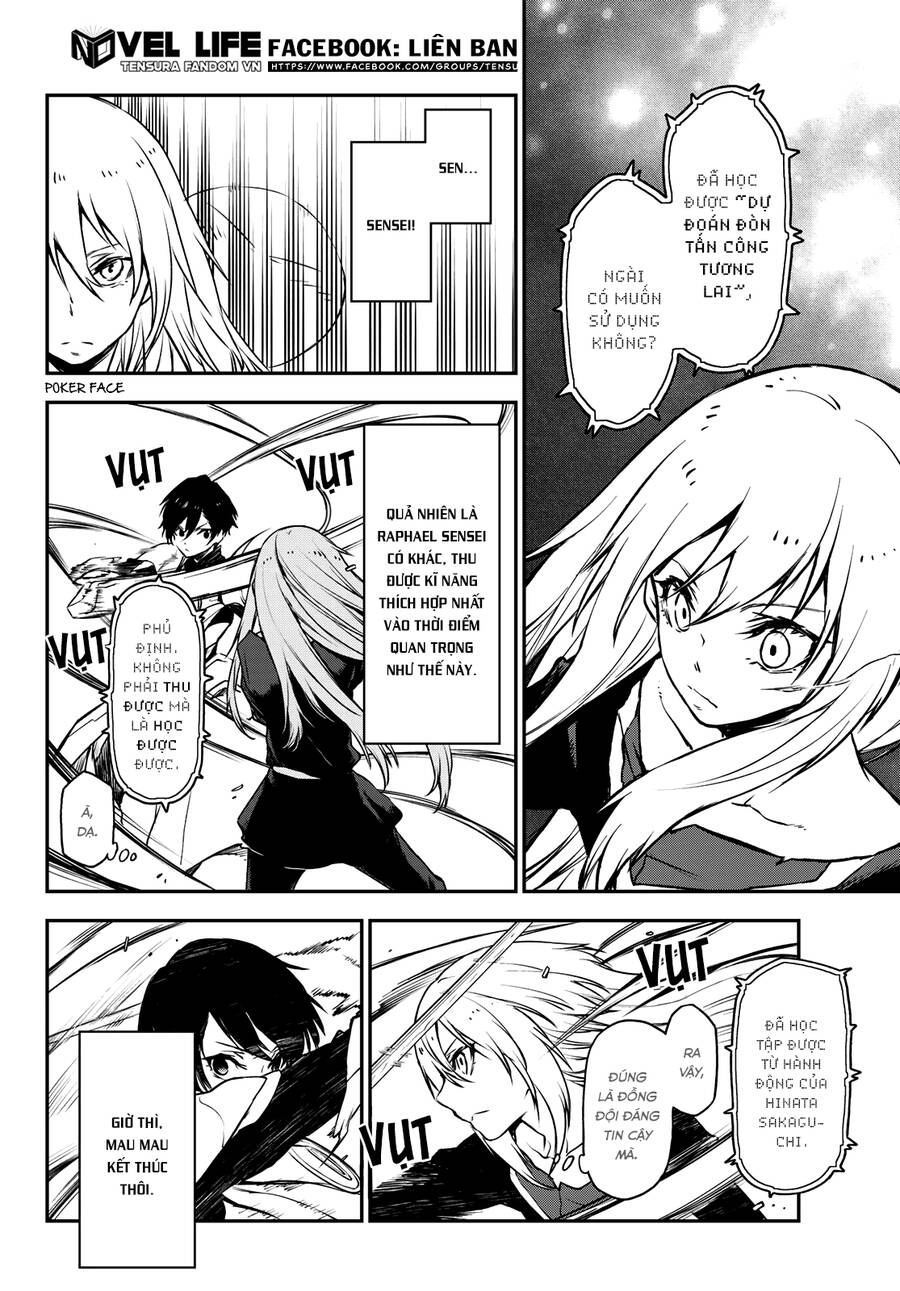 NOVEL LIFE
TENSURA FANDOM VN
FACEBOOK: LIÊN BAN
HTTPS://WWW.FACEBOOK.COM/GROUPS/TENSU
ĐÃ HỌC
ĐƯỢC "DỰ
ĐOÁN ĐÒN
TẤN CÔNG
TƯƠNG
LAI",
NGÀI
CÓ MUỐN
SỬ DỤNG
KHÔNG?
SEN...
SENSEI!
POKER FACE
VỤT
VỤT
QUẢ NHIÊN LÀ
RAPHAEL SENSEI
CÓ KHÁC, THU
ĐƯỢC KĨ NĂNG
THÍCH HỢP NHẤT
VÀO THỜI ĐIỂM
QUAN TRỌNG
NHƯ THẾ NÀY.
VỤT
PHỦ
ĐỊNH.
KHÔNG
PHẢI THU
ĐƯỢC MÀ
LÀ HỌC
ĐƯỢC
ĐƯỢC.
À,
DẠ.
VỤT
ĐÃ HỌC
TẬP ĐƯỢC
TỪ HÀNH
ĐỘNG CỦA
HINATA
SAKAGU-
CHI.
RA
VẬY,
ĐÚNG
LÀ ĐỒNG
ĐỘI ĐÁNG
TIN CẬY
MÀ.
VỤT
GIỜ THÌ,
MAU MAU
KẾT THÚC
THÔI.